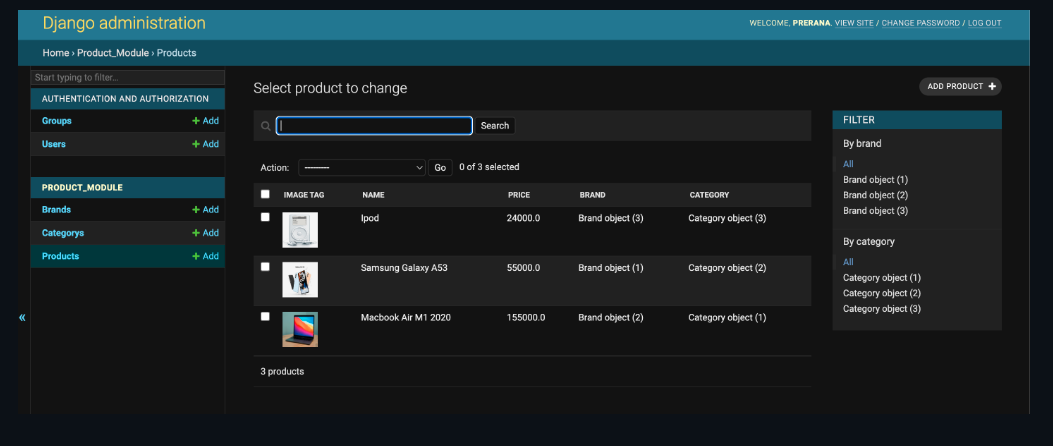 Django administration
WELCOME, PRERANA. VIEW SITE / CHANGE PASSWORD / LOG OUT
Home › Product_Module › Products
Start typing to filter...
AUTHENTICATION AND AUTHORIZATION
Groups + Add
Users + Add
PRODUCT_MODULE
Brands + Add
Categorys + Add
Products + Add
«
Select product to change
ADD PRODUCT +
Search
Action: --------- Go 0 of 3 selected
IMAGE TAG NAME PRICE BRAND CATEGORY
Ipod 24000.0 Brand object (3) Category object (3)
Samsung Galaxy A53 55000.0 Brand object (1) Category object (2)
Macbook Air M1 2020 155000.0 Brand object (2) Category object (1)
3 products
FILTER
By brand
All
Brand object (1)
Brand object (2)
Brand object (3)
By category
All
Category object (1)
Category object (2)
Category object (3)